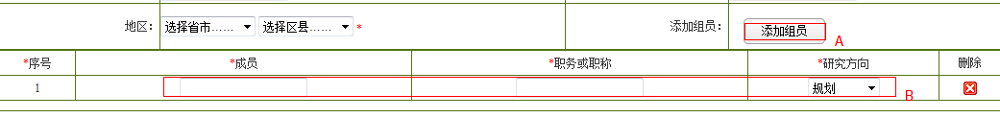 地区： 选择省市…… 选择区县…… * 添加组员： 添加组员
A
*序号 *成员 *职务或职称 *研究方向 删除
1 规划
B